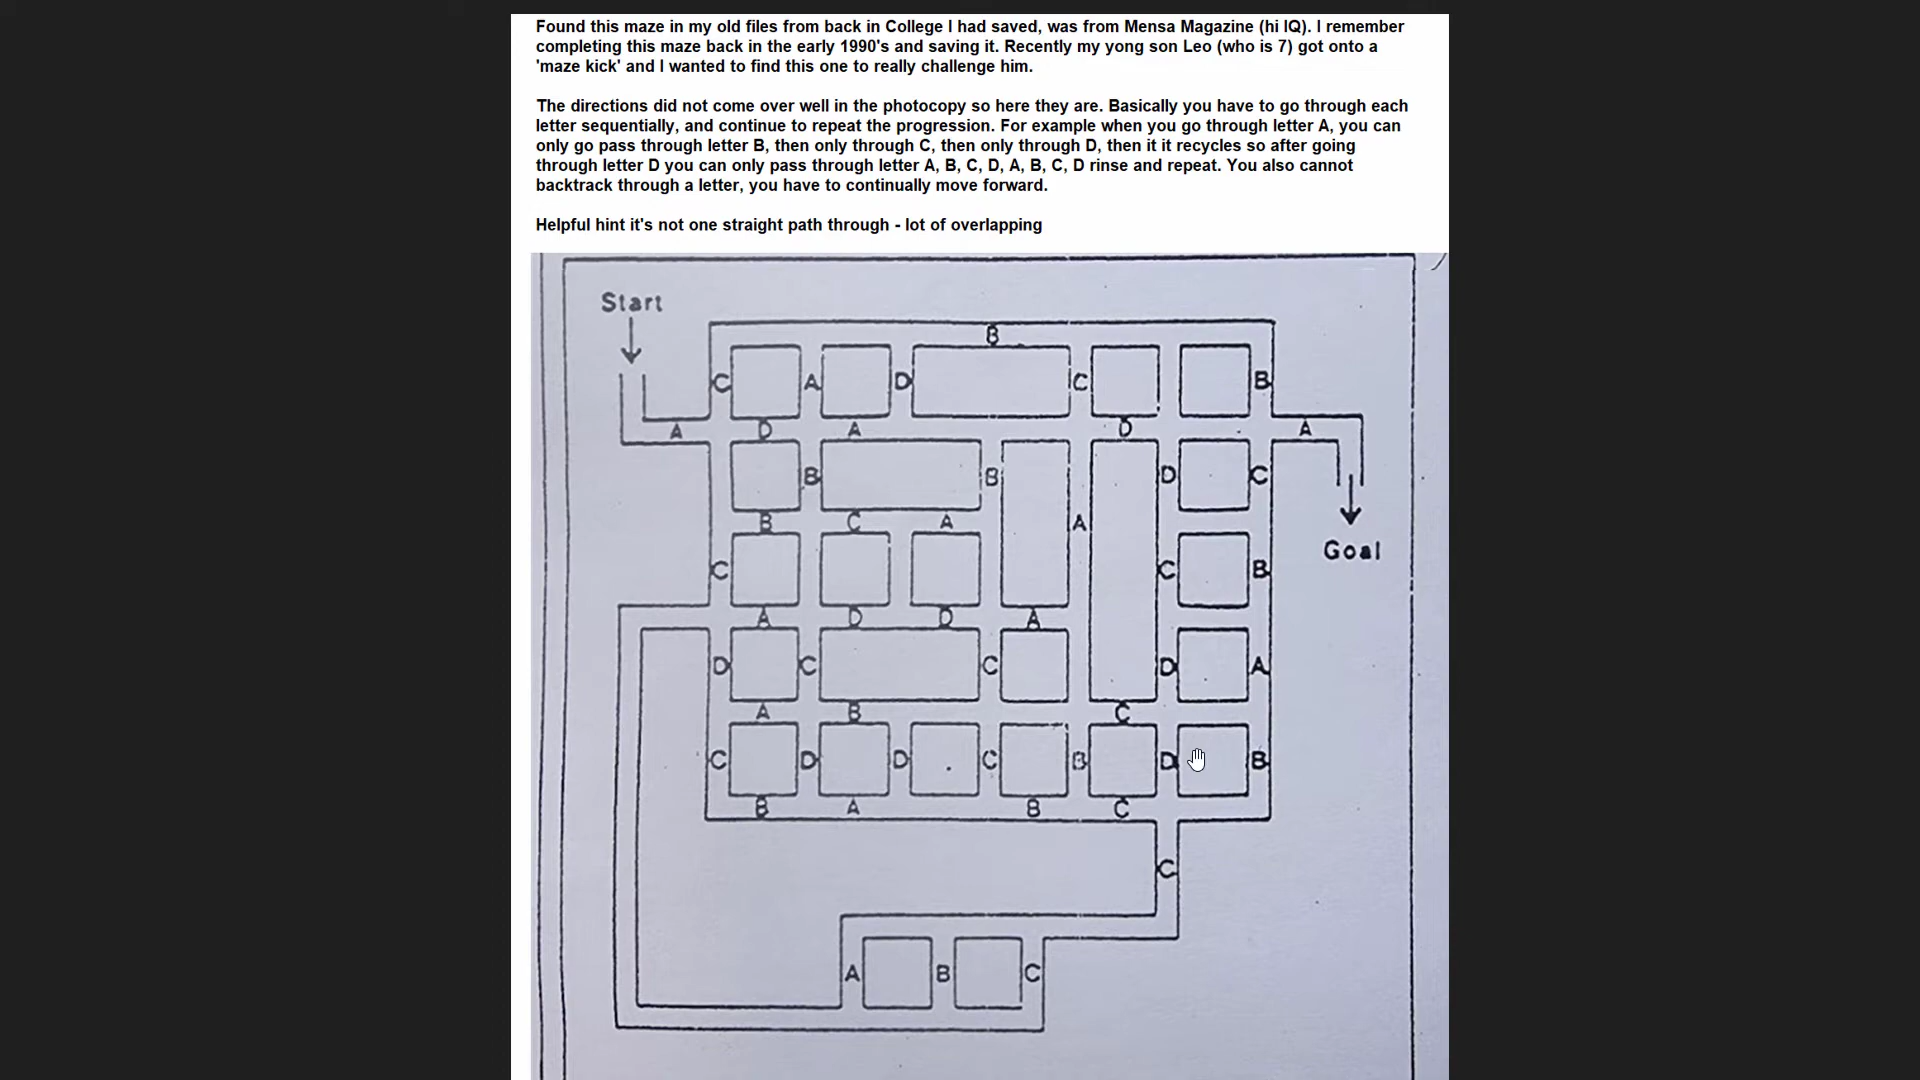 Found this maze in my old files from back in College I had saved, was from Mensa Magazine (hi IQ). I remember
completing this maze back in the early 1990's and saving it. Recently my yong son Leo (who is 7) got onto a
'maze kick' and I wanted to find this one to really challenge him.
The directions did not come over well in the photocopy so here they are. Basically you have to go through each
letter sequentially, and continue to repeat the progression. For example when you go through letter A, you can
only go pass through letter B, then only through C, then only through D, then it it recycles so after going
through letter D you can only pass through letter A, B, C, D, A, B, C, D rinse and repeat. You also cannot
backtrack through a letter, you have to continually move forward.
Helpful hint it's not one straight path through - lot of overlapping
Start
B
C A D C B
A D A D A
B B D C
A
B C A
C C B
Goal
A D D A
D C C D A
A B C
C D D C B D B
B A B C
C
A B C